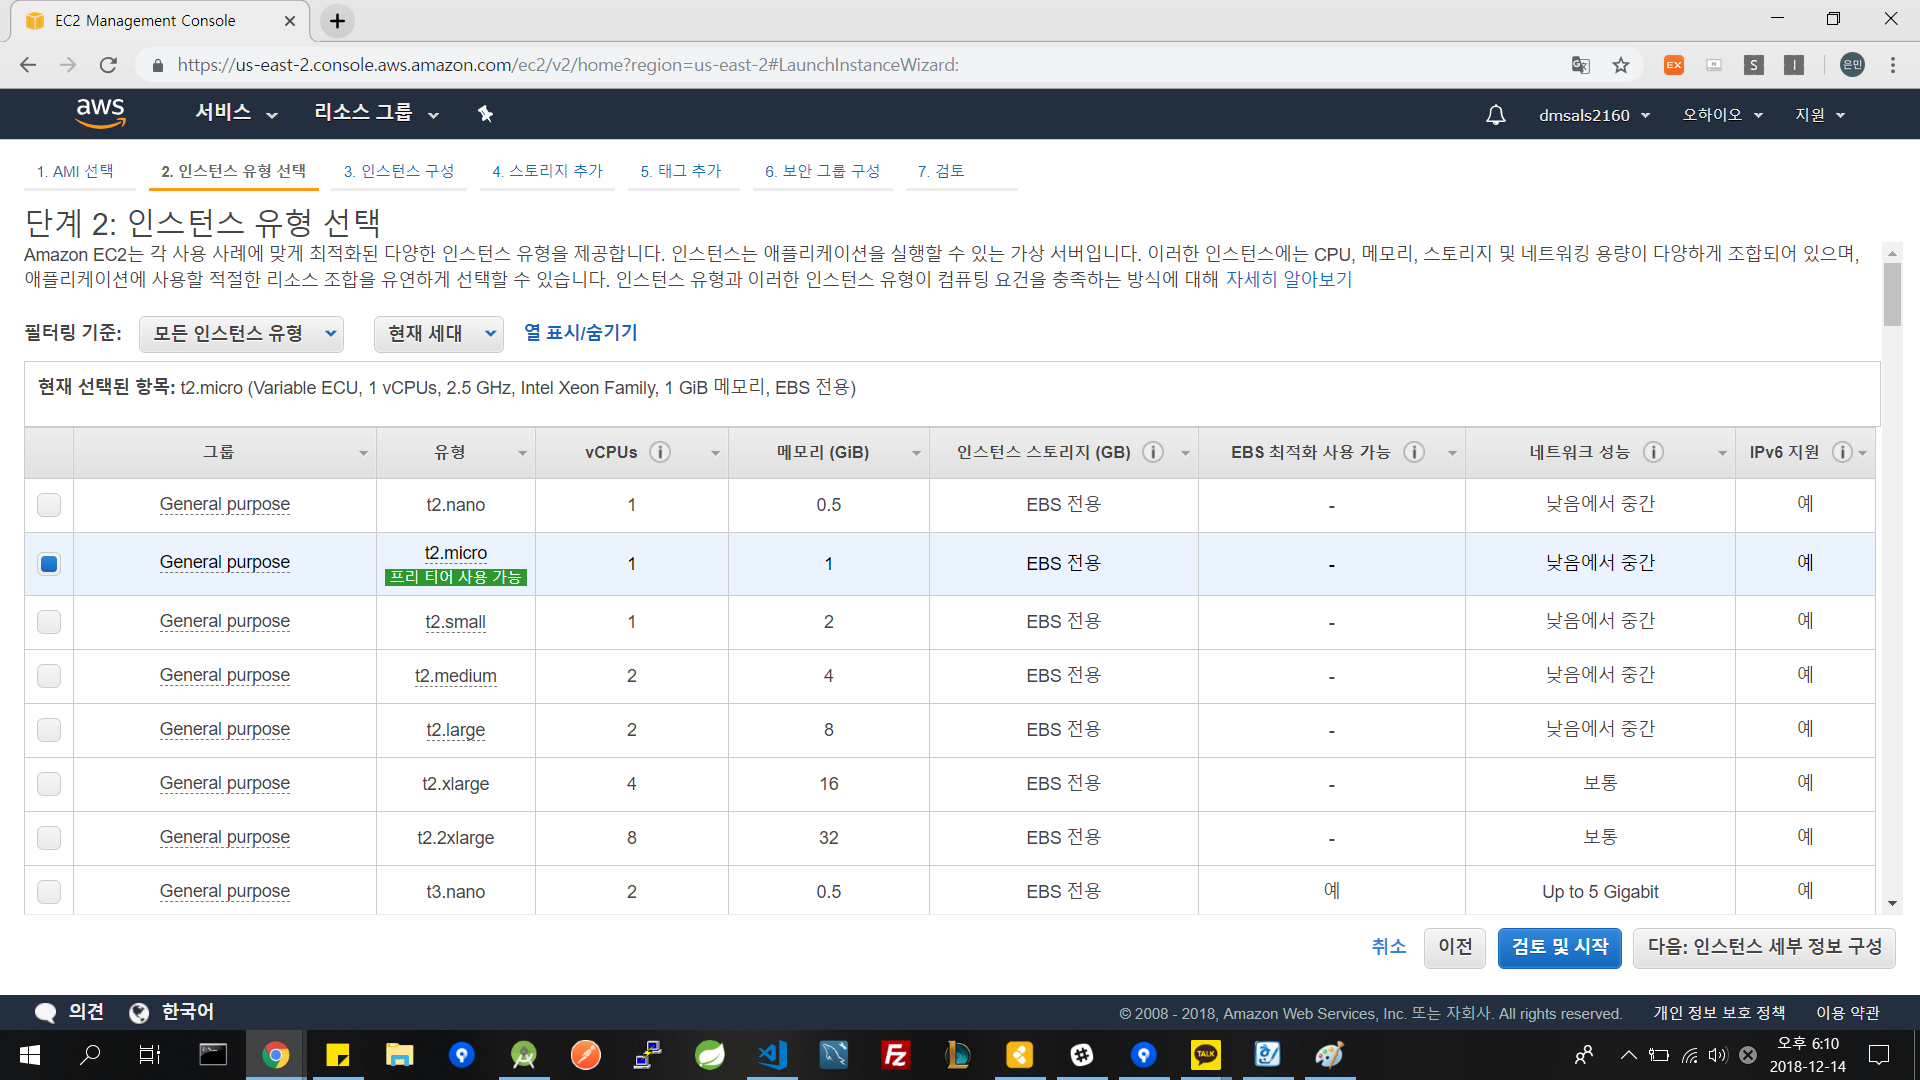 EC2 Management Console
https://us-east-2.console.aws.amazon.com/ec2/v2/home?region=us-east-2#LaunchInstanceWizard:
EX S I 은민
aws 서비스 리소스 그룹 dmsals2160 오하이오 지원
1. AMI 선택 2. 인스턴스 유형 선택 3. 인스턴스 구성 4. 스토리지 추가 5. 태그 추가 6. 보안 그룹 구성 7. 검토
단계 2: 인스턴스 유형 선택
Amazon EC2는 각 사용 사례에 맞게 최적화된 다양한 인스턴스 유형을 제공합니다. 인스턴스는 애플리케이션을 실행할 수 있는 가상 서버입니다. 이러한 인스턴스에는 CPU, 메모리, 스토리지 및 네트워킹 용량이 다양하게 조합되어 있으며,
애플리케이션에 사용할 적절한 리소스 조합을 유연하게 선택할 수 있습니다. 인스턴스 유형과 이러한 인스턴스 유형이 컴퓨팅 요건을 충족하는 방식에 대해 자세히 알아보기
필터링 기준: 모든 인스턴스 유형 현재 세대 열 표시/숨기기
현재 선택된 항목: t2.micro (Variable ECU, 1 vCPUs, 2.5 GHz, Intel Xeon Family, 1 GiB 메모리, EBS 전용)
그룹 유형 vCPUs 메모리 (GiB) 인스턴스 스토리지 (GB) EBS 최적화 사용 가능 네트워크 성능 IPv6 지원
General purpose t2.nano 1 0.5 EBS 전용 - 낮음에서 중간 예
General purpose t2.micro 1 1 EBS 전용 - 낮음에서 중간 예
프리 티어 사용 가능
General purpose t2.small 1 2 EBS 전용 - 낮음에서 중간 예
General purpose t2.medium 2 4 EBS 전용 - 낮음에서 중간 예
General purpose t2.large 2 8 EBS 전용 - 낮음에서 중간 예
General purpose t2.xlarge 4 16 EBS 전용 - 보통 예
General purpose t2.2xlarge 8 32 EBS 전용 - 보통 예
General purpose t3.nano 2 0.5 EBS 전용 예 Up to 5 Gigabit 예
취소 이전 검토 및 시작 다음: 인스턴스 세부 정보 구성
의견 한국어 © 2008 - 2018, Amazon Web Services, Inc. 또는 자회사. All rights reserved. 개인 정보 보호 정책 이용 약관
Fz TALK 오후 6:10
2018-12-14